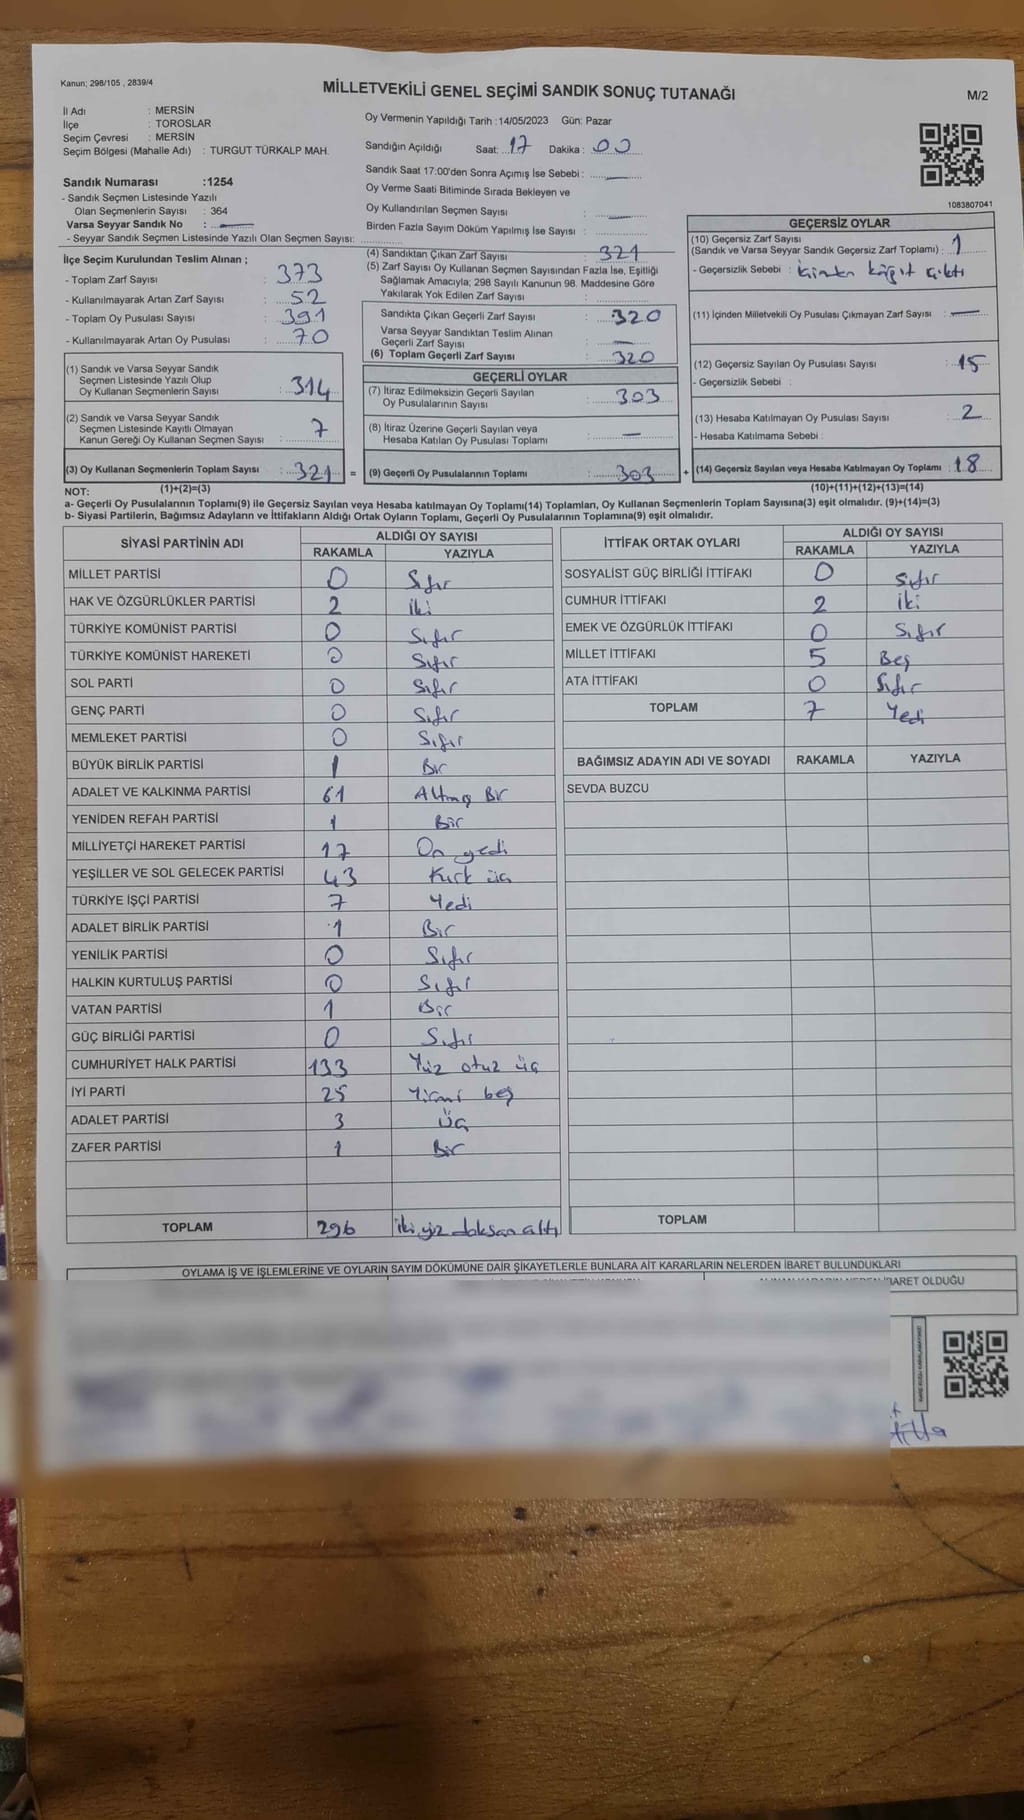 Kanun; 298/105 , 2839/4
MİLLETVEKİLİ GENEL SEÇİMİ SANDIK SONUÇ TUTANAĞI
M/2
İl Adı : MERSİN
İlçe : TOROSLAR
Seçim Çevresi : MERSİN
Seçim Bölgesi (Mahalle Adı) : TURGUT TÜRKALP MAH.
Sandık Numarası :1254
- Sandık Seçmen Listesinde Yazılı
Olan Seçmenlerin Sayısı : 364
Varsa Seyyar Sandık No :
- Seyyar Sandık Seçmen Listesinde Yazılı Olan Seçmen Sayısı:
Oy Vermenin Yapıldığı Tarih :14/05/2023 Gün: Pazar
Sandığın Açıldığı Saat: 17 Dakika : 00
Sandık Saat 17:00'den Sonra Açımış İse Sebebi :
Oy Verme Saati Bitiminde Sırada Bekleyen ve
Oy Kullandırılan Seçmen Sayısı :
Birden Fazla Sayım Döküm Yapılmış İse Sayısı :
1083807041
İlçe Seçim Kurulundan Teslim Alınan ;
- Toplam Zarf Sayısı : 373
- Kullanılmayarak Artan Zarf Sayısı : 52
- Toplam Oy Pusulası Sayısı : 391
- Kullanılmayarak Artan Oy Pusulası : 70
(1) Sandık ve Varsa Seyyar Sandık
Seçmen Listesinde Yazılı Olup
Oy Kullanan Seçmenlerin Sayısı : 314
(2) Sandık ve Varsa Seyyar Sandık
Seçmen Listesinde Kayıtlı Olmayan
Kanun Gereği Oy Kullanan Seçmen Sayısı : 7
(3) Oy Kullanan Seçmenlerin Toplam Sayısı : 321 =
(4) Sandıktan Çıkan Zarf Sayısı : 321
(5) Zarf Sayısı Oy Kullanan Seçmen Sayısından Fazla İse, Eşitliği
Sağlamak Amacıyla; 298 Sayılı Kanunun 98. Maddesine Göre
Yakılarak Yok Edilen Zarf Sayısı :
Sandıkta Çıkan Geçerli Zarf Sayısı : 320
Varsa Seyyar Sandıktan Teslim Alınan
Geçerli Zarf Sayısı :
(6) Toplam Geçerli Zarf Sayısı : 320
GEÇERLİ OYLAR
(7) İtiraz Edilmeksizin Geçerli Sayılan
Oy Pusulalarının Sayısı : 303
(8) İtiraz Üzerine Geçerli Sayılan veya
Hesaba Katılan Oy Pusulası Toplamı :
(9) Geçerli Oy Pusulalarının Toplamı : 303 +
GEÇERSİZ OYLAR
(10) Geçersiz Zarf Sayısı
(Sandık ve Varsa Seyyar Sandık Geçersiz Zarf Toplamı) : 1
- Geçersizlik Sebebi : kağıt çıktı
(11) İçinden Milletvekili Oy Pusulası Çıkmayan Zarf Sayısı :
(12) Geçersiz Sayılan Oy Pusulası Sayısı : 15
- Geçersizlik Sebebi :
(13) Hesaba Katılmayan Oy Pusulası Sayısı : 2
- Hesaba Katılmama Sebebi :
(14) Geçersiz Sayılan veya Hesaba Katılmayan Oy Toplamı : 18
NOT: (1)+(2)=(3)
(10)+(11)+(12)+(13)=(14)
a- Geçerli Oy Pusulalarının Toplamı(9) ile Geçersiz Sayılan veya Hesaba katılmayan Oy Toplamı(14) Toplamları, Oy Kullanan Seçmenlerin Toplam Sayısına(3) eşit olmalıdır. (9)+(14)=(3)
b- Siyasi Partilerin, Bağımsız Adayların ve İttifakların Aldığı Ortak Oyların Toplamı, Geçerli Oy Pusulalarının Toplamına(9) eşit olmalıdır.
SİYASİ PARTİNİN ADI ALDIĞI OY SAYISI
RAKAMLA YAZIYLA
MİLLET PARTİSİ 0 Sıfır
HAK VE ÖZGÜRLÜKLER PARTİSİ 2 İki
TÜRKİYE KOMÜNİST PARTİSİ 0 Sıfır
TÜRKİYE KOMÜNİST HAREKETİ 0 Sıfır
SOL PARTİ 0 Sıfır
GENÇ PARTİ 0 Sıfır
MEMLEKET PARTİSİ 0 Sıfır
BÜYÜK BİRLİK PARTİSİ 1 Bir
ADALET VE KALKINMA PARTİSİ 61 Altmış Bir
YENİDEN REFAH PARTİSİ 1 Bir
MİLLİYETÇİ HAREKET PARTİSİ 17 On yedi
YEŞİLLER VE SOL GELECEK PARTİSİ 43 Kırk üç
TÜRKİYE İŞÇİ PARTİSİ 7 Yedi
ADALET BİRLİK PARTİSİ 1 Bir
YENİLİK PARTİSİ 0 Sıfır
HALKIN KURTULUŞ PARTİSİ 0 Sıfır
VATAN PARTİSİ 1 Bir
GÜÇ BİRLİĞİ PARTİSİ 0 Sıfır
CUMHURİYET HALK PARTİSİ 133 Yüz otuz üç
İYİ PARTİ 25 Yirmi beş
ADALET PARTİSİ 3 Üç
ZAFER PARTİSİ 1 Bir
TOPLAM 296 iki yüz doksan altı
İTTİFAK ORTAK OYLARI ALDIĞI OY SAYISI
RAKAMLA YAZIYLA
SOSYALİST GÜÇ BİRLİĞİ İTTİFAKI 0 Sıfır
CUMHUR İTTİFAKI 2 İki
EMEK VE ÖZGÜRLÜK İTTİFAKI 0 Sıfır
MİLLET İTTİFAKI 5 Beş
ATA İTTİFAKI 0 Sıfır
TOPLAM 7 Yedi
BAĞIMSIZ ADAYIN ADI VE SOYADI RAKAMLA YAZIYLA
SEVDA BUZCU
TOPLAM
OYLAMA İŞ VE İŞLEMLERİNE VE OYLARIN SAYIM DÖKÜMÜNE DAİR ŞİKAYETLERLE BUNLARA AİT KARARLARIN NELERDEN İBARET BULUNDUKLARI
İBARET OLDUĞU